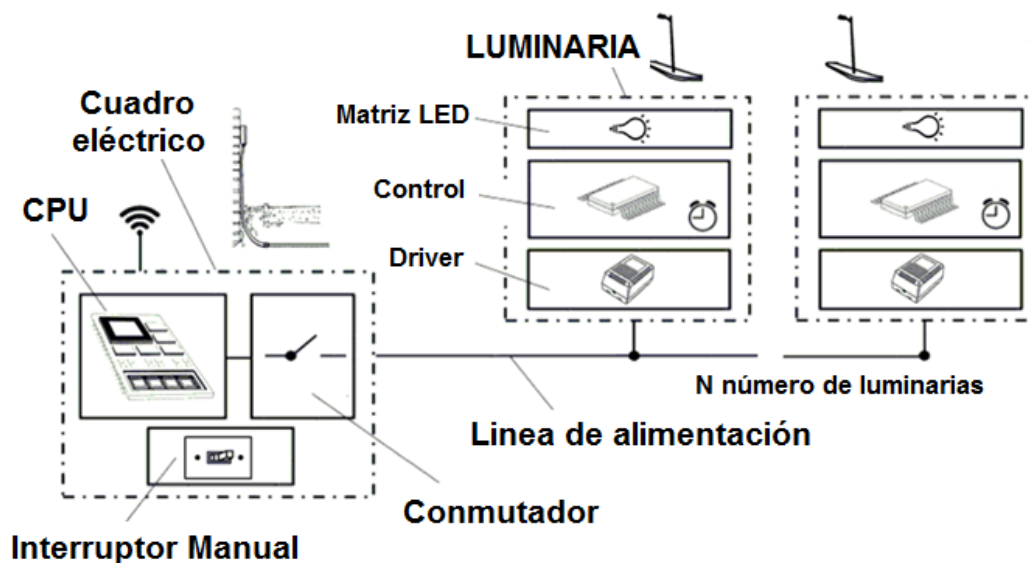 LUMINARIA
Cuadro
eléctrico
Matriz LED
CPU
Control
Driver
N número de luminarias
Linea de alimentación
Conmutador
Interruptor Manual